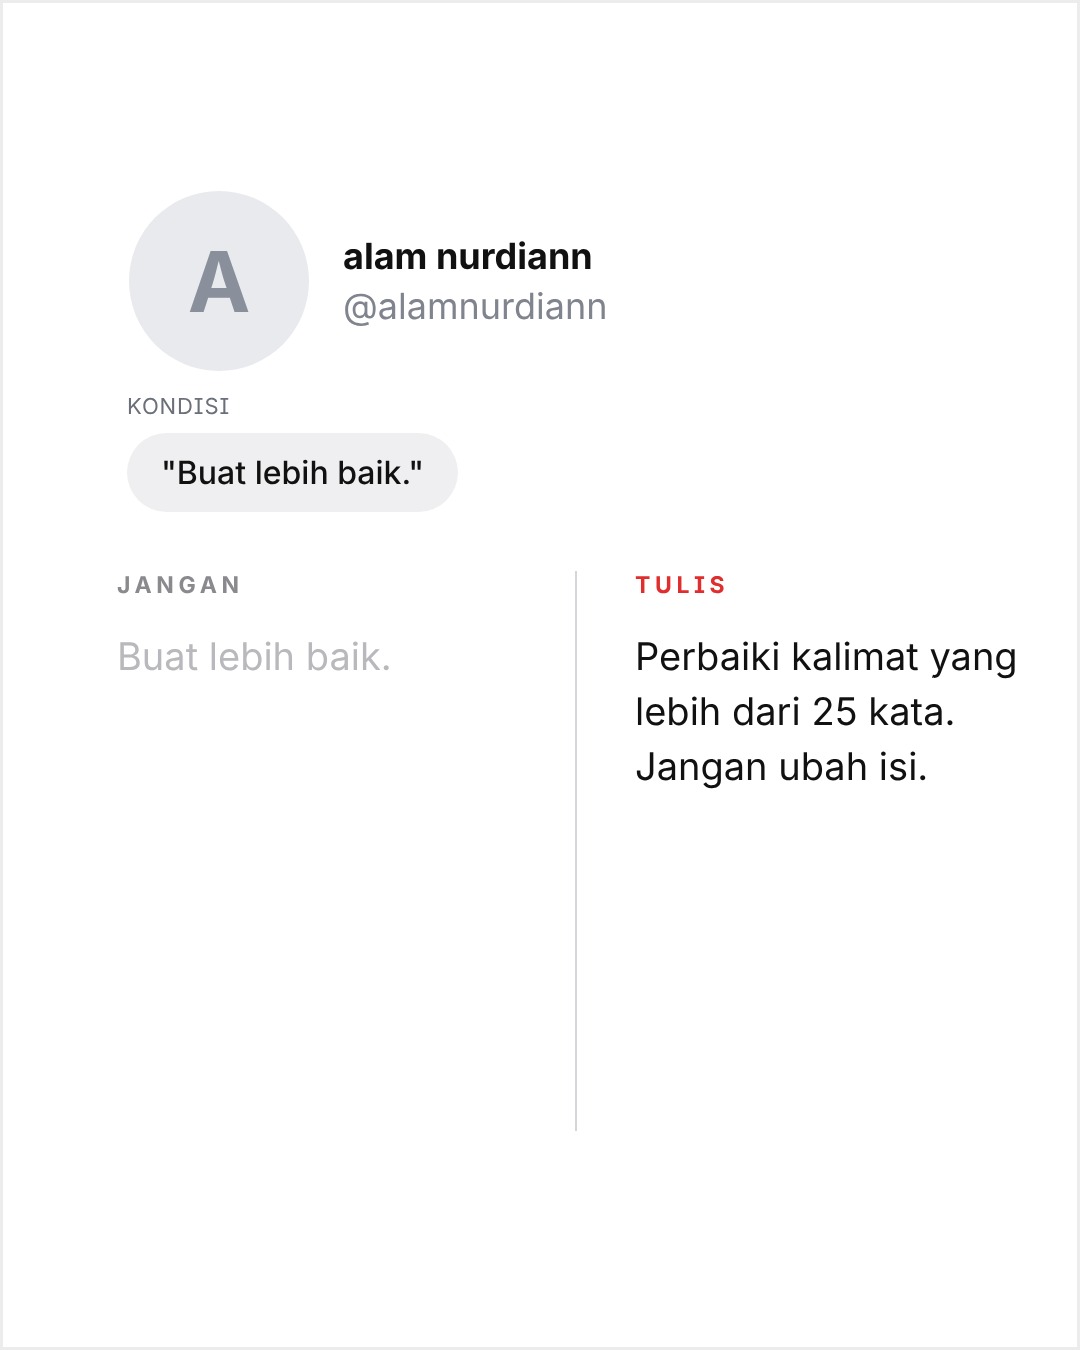 A
alam nurdiann
@alamnurdiann
KONDISI
"Buat lebih baik."
JANGAN
Buat lebih baik.
TULIS
Perbaiki kalimat yang
lebih dari 25 kata.
Jangan ubah isi.